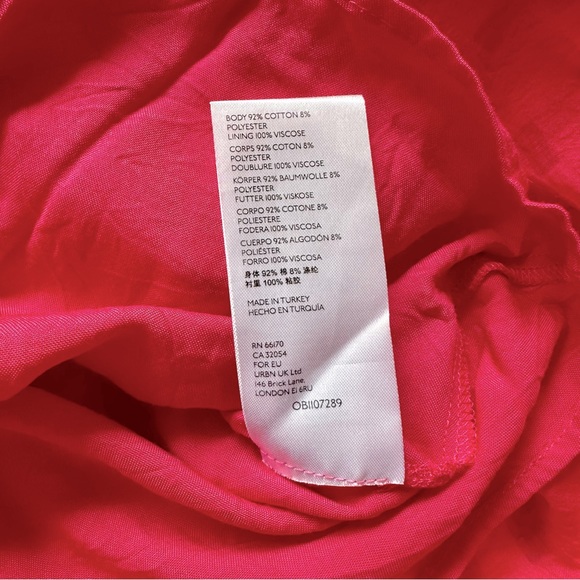 BODY 92% COTTON 8%
POLYESTER
LINING 100% VISCOSE
CORPS 92% COTON 8%
POLYESTER
DOUBLURE 100% VISCOSE
KÖRPER 92% BAUMWOLLE 8%
POLYESTER
FUTTER 100% VISKOSE
CORPO 92% COTONE 8%
POLIESTERE
FODERA 100% VISCOSA
CUERPO 92% ALGODÓN 8%
POLIÉSTER
FORRO 100% VISCOSA
身体 92% 棉 8% 涤纶
衬里 100% 粘胶
MADE IN TURKEY
HECHO EN TURQUÍA
RN 66170
CA 32054
FOR EU
URBN UK Ltd
146 Brick Lane,
LONDON E1 6RU
OB1107289